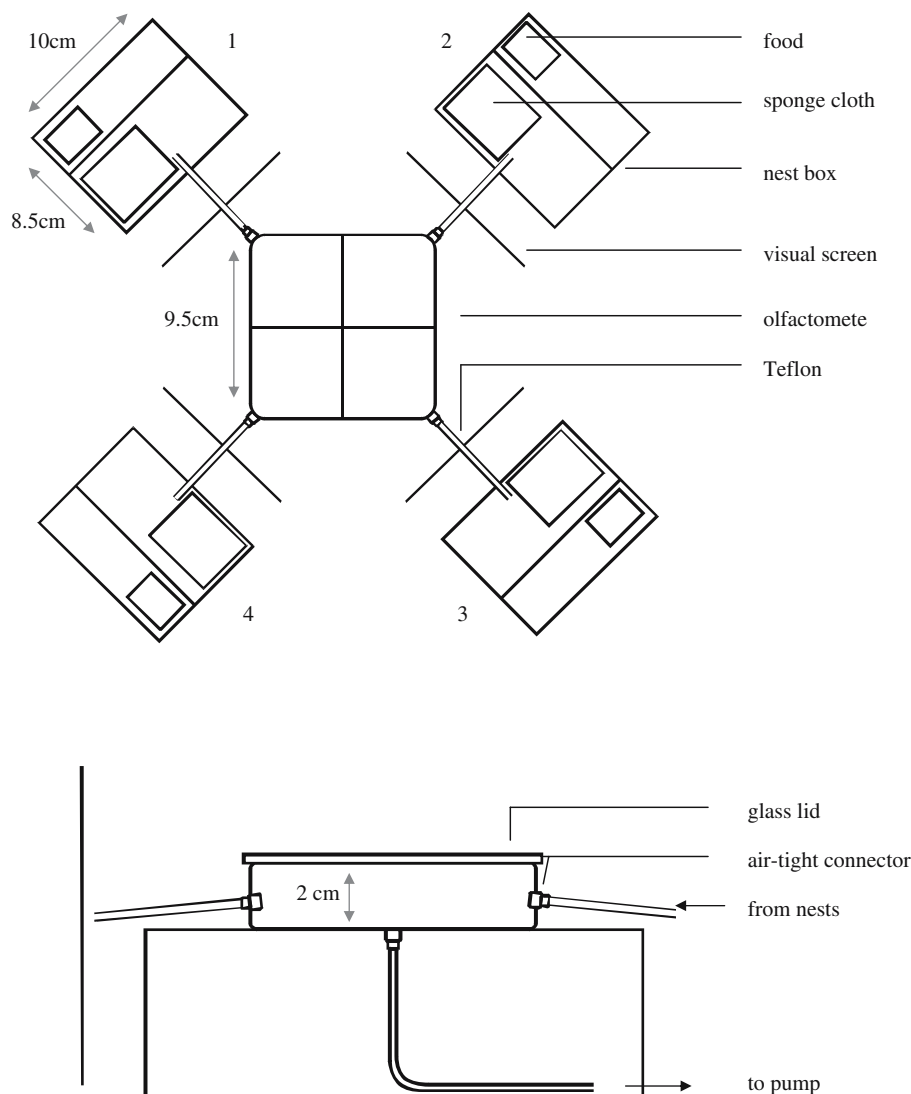 10cm
1
2
food
sponge cloth
nest box
8.5cm
visual screen
9.5cm
olfactomete
Teflon
4
3
glass lid
air-tight connector
2 cm
from nests
to pump